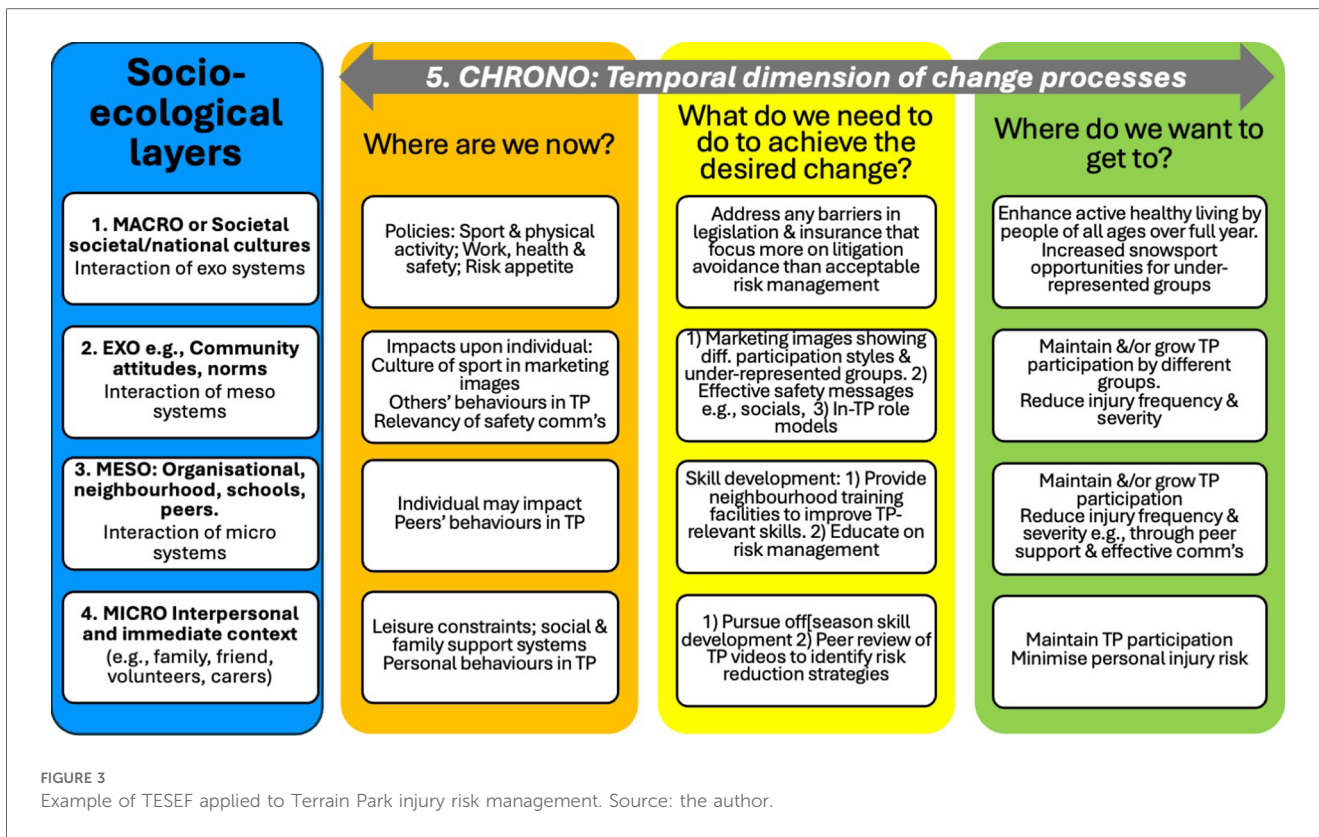 Socio-
ecological
layers
5. CHRONO: Temporal dimension of change processes
Where are we now?
What do we need to
do to achieve the
desired change?
Where do we want to
get to?
1. MACRO or Societal
societal/national cultures
Interaction of exo systems
Policies: Sport & physical
activity; Work, health &
safety; Risk appetite
Address any barriers in
legislation & insurance that
focus more on litigation
avoidance than acceptable
risk management
Enhance active healthy living by
people of all ages over full year.
Increased snowsport
opportunities for under-
represented groups
2. EXO e.g., Community
attitudes, norms
Interaction of meso
systems
Impacts upon individual:
Culture of sport in marketing
images
Others' behaviours in TP
Relevancy of safety comm's
1) Marketing images showing
diff. participation styles &
under-represented groups. 2)
Effective safety messages
e.g., socials, 3) In-TP role
models
Maintain &/or grow TP
participation by different
groups.
Reduce injury frequency &
severity
3. MESO: Organisational,
neighbourhood, schools,
peers.
Interaction of micro
systems
Individual may impact
Peers' behaviours in TP
Skill development: 1) Provide
neighbourhood training
facilities to improve TP-
relevant skills. 2) Educate on
risk management
Maintain &/or grow TP
participation
Reduce injury frequency &
severity e.g., through peer
support & effective comm's
4. MICRO Interpersonal
and immediate context
(e.g., family, friend,
volunteers, carers)
Leisure constraints; social &
family support systems
Personal behaviours in TP
1) Pursue off[season skill
development 2) Peer review of
TP videos to identify risk
reduction strategies
Maintain TP participation
Minimise personal injury risk
FIGURE 3
Example of TESEF applied to Terrain Park injury risk management. Source: the author.